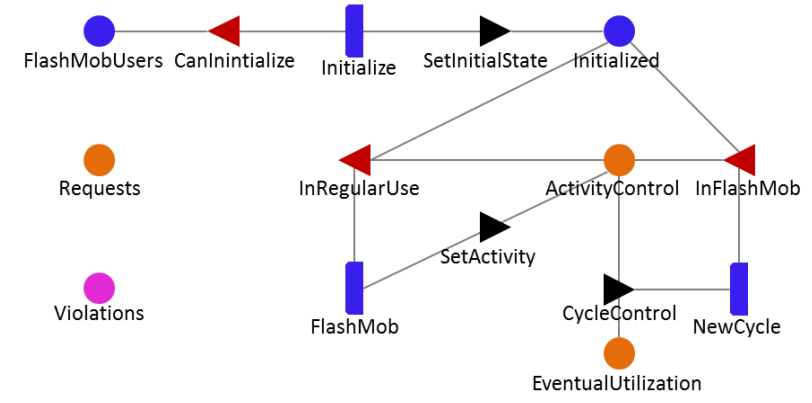 FlashMobUsers
CanInintialize
Initialize
SetInitialState
Initialized
Requests
InRegularUse
ActivityControl
InFlashMob
SetActivity
Violations
FlashMob
CycleControl
NewCycle
EventualUtilization